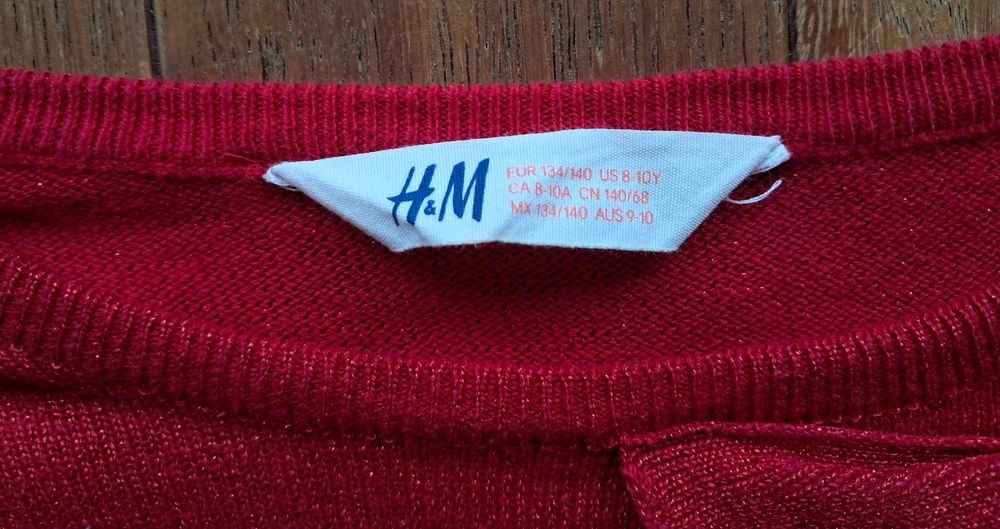 H&M
EUR 134/140 US 8-10Y
CA 8-10A CN 140/68
MX 134/140 AUS 9-10